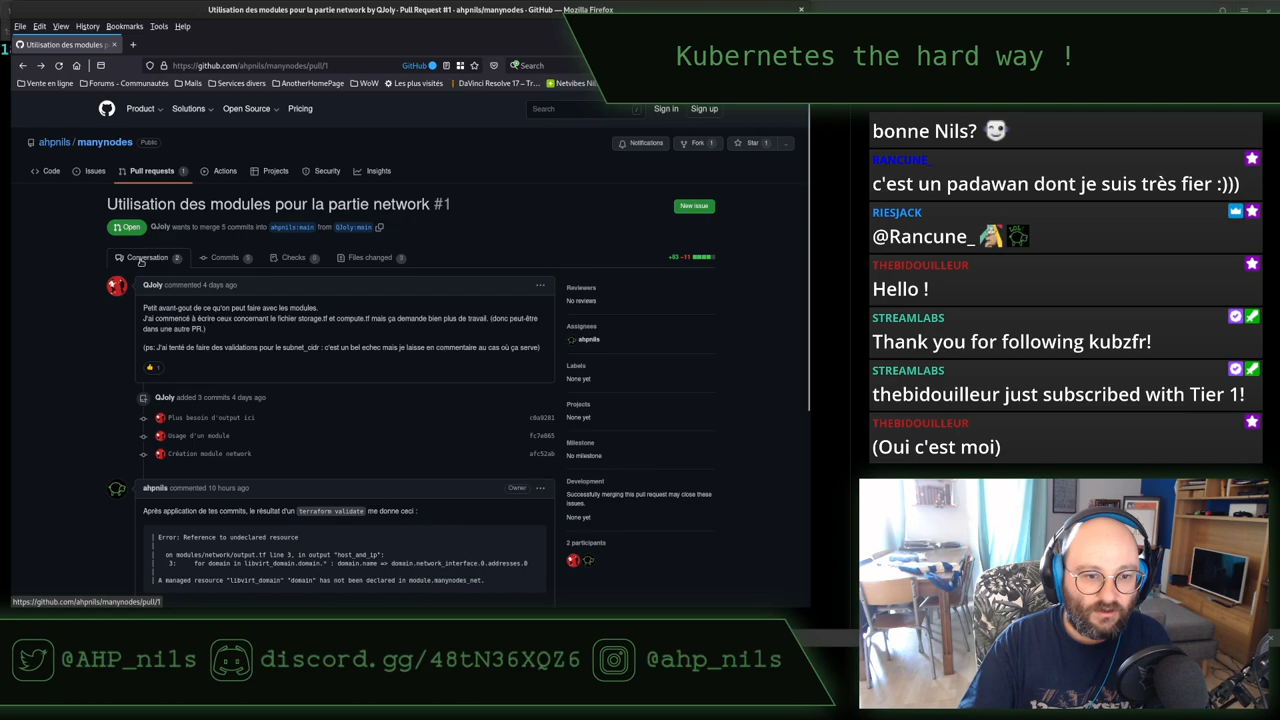 Utilisation des modules pour la partie network by QJoly · Pull Request #1 · ahpnils/manynodes · GitHub — Mozilla Firefox
File Edit View History Bookmarks Tools Help
Utilisation des modules p
https://github.com/ahpnils/manynodes/pull/1
GitHub
Search
Vente en ligne
Forums - Communautés
Mails
Services divers
AnotherHomePage
WoW
Les plus visités
DaVinci Resolve 17 – Tr…
Netvibes Nil
Kubernetes the hard way !
Product
Solutions
Open Source
Pricing
Search
/
Sign in
Sign up
ahpnils / manynodes
Public
Notifications
Fork 1
Star 1
Code
Issues
Pull requests 1
Actions
Projects
Security
Insights
Utilisation des modules pour la partie network #1
New issue
Open
QJoly wants to merge 5 commits into ahpnils:main from QJoly:main
Conversation 2
Commits 5
Checks 0
Files changed 3
+83 −11
QJoly commented 4 days ago
Petit avant-gout de ce qu'on peut faire avec les modules.
J'ai commencé à écrire ceux concernant le fichier storage.tf et compute.tf mais ça demande bien plus de travail. (donc peut-être
dans une autre PR.)
(ps: J'ai tenté de faire des validations pour le subnet_cidr : c'est un bel echec mais je laisse en commentaire au cas où ça serve)
👍 1
QJoly added 3 commits 4 days ago
Plus besoin d'output ici c0a9281
Usage d'un module fc7e865
Création module network afc52ab
ahpnils commented 10 hours ago
Owner
Après application de tes commits, le résultat d'un terraform validate me donne ceci :
Error: Reference to undeclared resource
on modules/network/output.tf line 3, in output "host_and_ip":
3: for domain in libvirt_domain.domain.* : domain.name => domain.network_interface.0.addresses.0
A managed resource "libvirt_domain" "domain" has not been declared in module.manynodes_net.
Reviewers
No reviews
Assignees
ahpnils
Labels
None yet
Projects
None yet
Milestone
No milestone
Development
Successfully merging this pull request may close these
issues.
None yet
2 participants
https://github.com/ahpnils/manynodes/pull/1
bonne Nils?
RANCUNE_
c'est un padawan dont je suis très fier :)))
RIESJACK
@Rancune_
THEBIDOUILLEUR
Hello !
STREAMLABS
Thank you for following kubzfr!
STREAMLABS
thebidouilleur just subscribed with Tier 1!
THEBIDOUILLEUR
(Oui c'est moi)
@AHP_nils
discord.gg/48tN36XQZ6
@ahp_nils